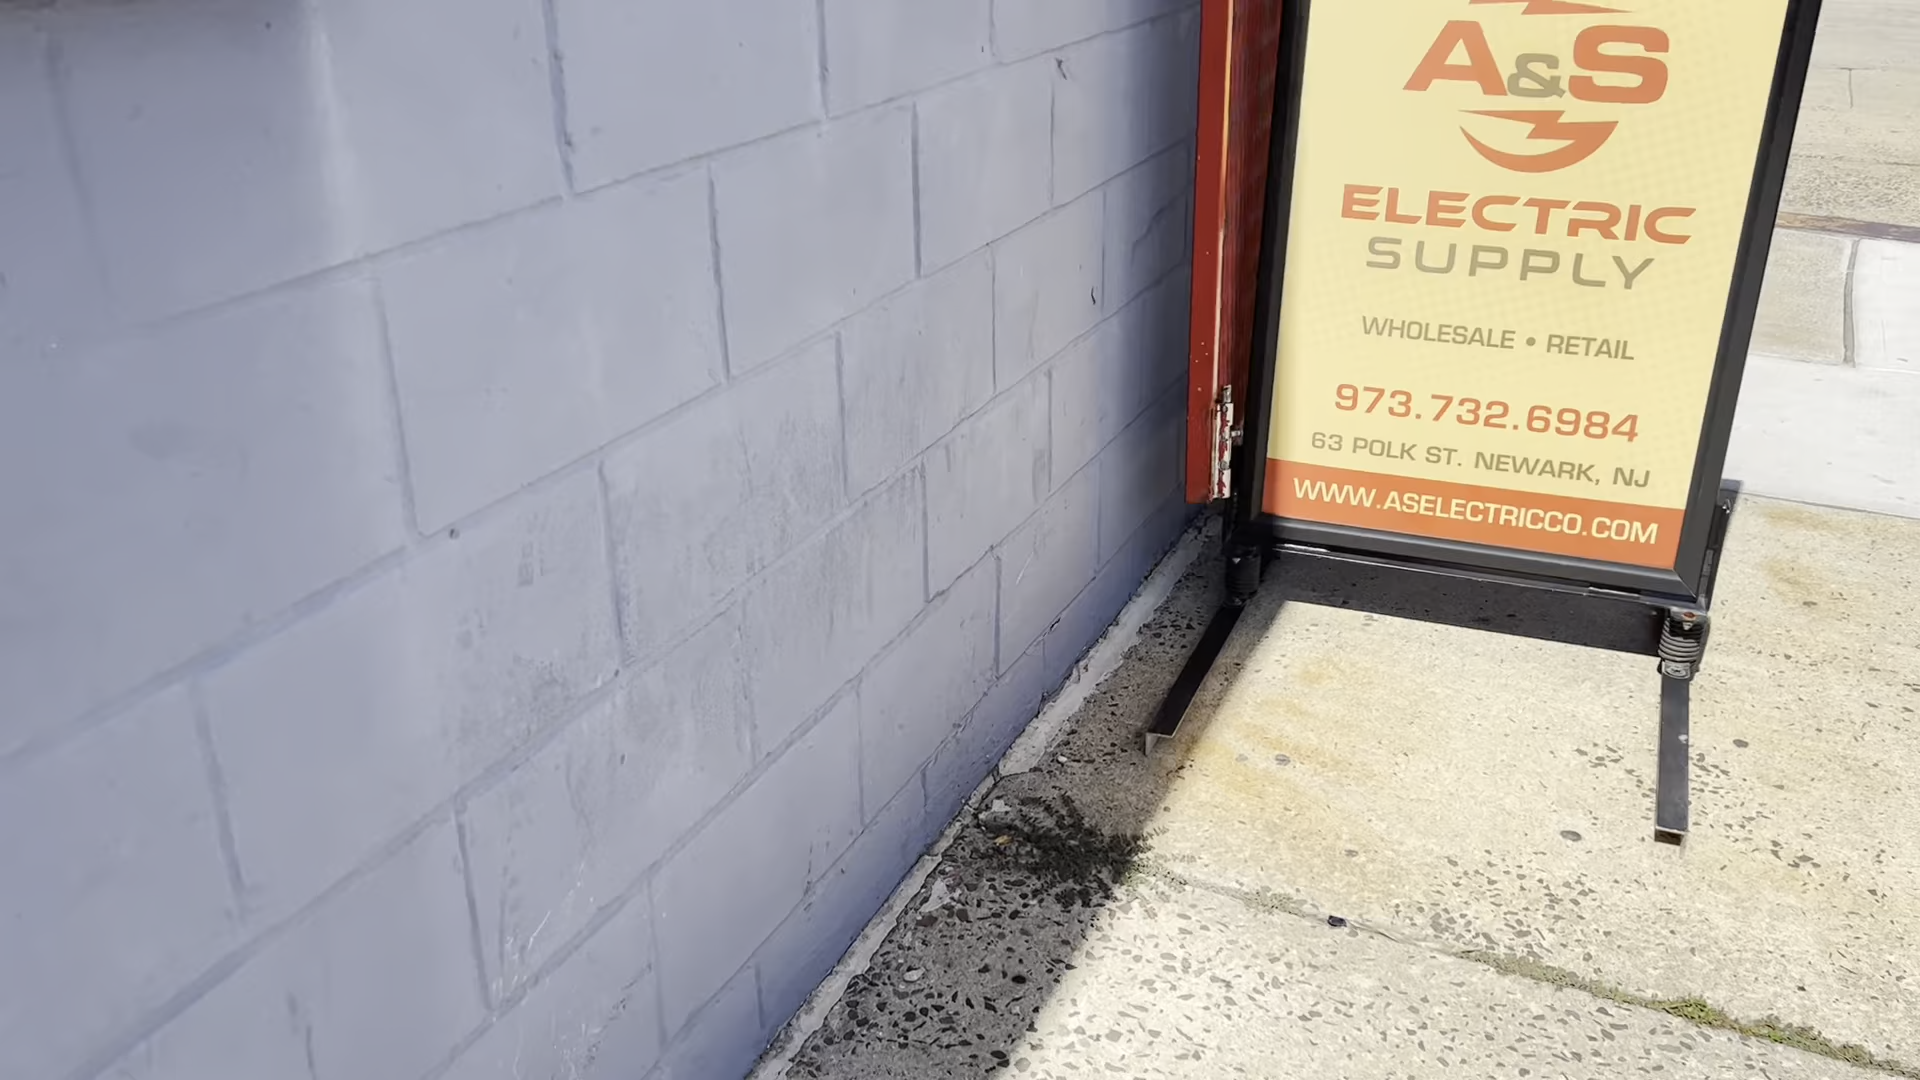 A&S
ELECTRIC
SUPPLY
WHOLESALE • RETAIL
973.732.6984
63 POLK ST. NEWARK, NJ
WWW.ASELECTRICCO.COM